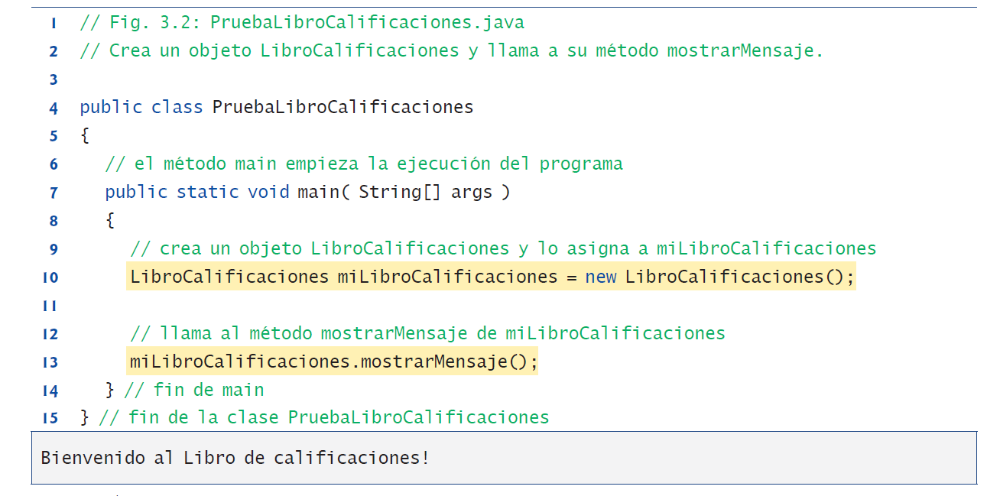 1 // Fig. 3.2: PruebaLibroCalificaciones.java
2 // Crea un objeto LibroCalificaciones y llama a su método mostrarMensaje.
3
4 public class PruebaLibroCalificaciones
5 {
6 // el método main empieza la ejecución del programa
7 public static void main( String[] args )
8 {
9 // crea un objeto LibroCalificaciones y lo asigna a miLibroCalificaciones
10 LibroCalificaciones miLibroCalificaciones = new LibroCalificaciones();
11
12 // llama al método mostrarMensaje de miLibroCalificaciones
13 miLibroCalificaciones.mostrarMensaje();
14 } // fin de main
15 } // fin de la clase PruebaLibroCalificaciones
Bienvenido al Libro de calificaciones!